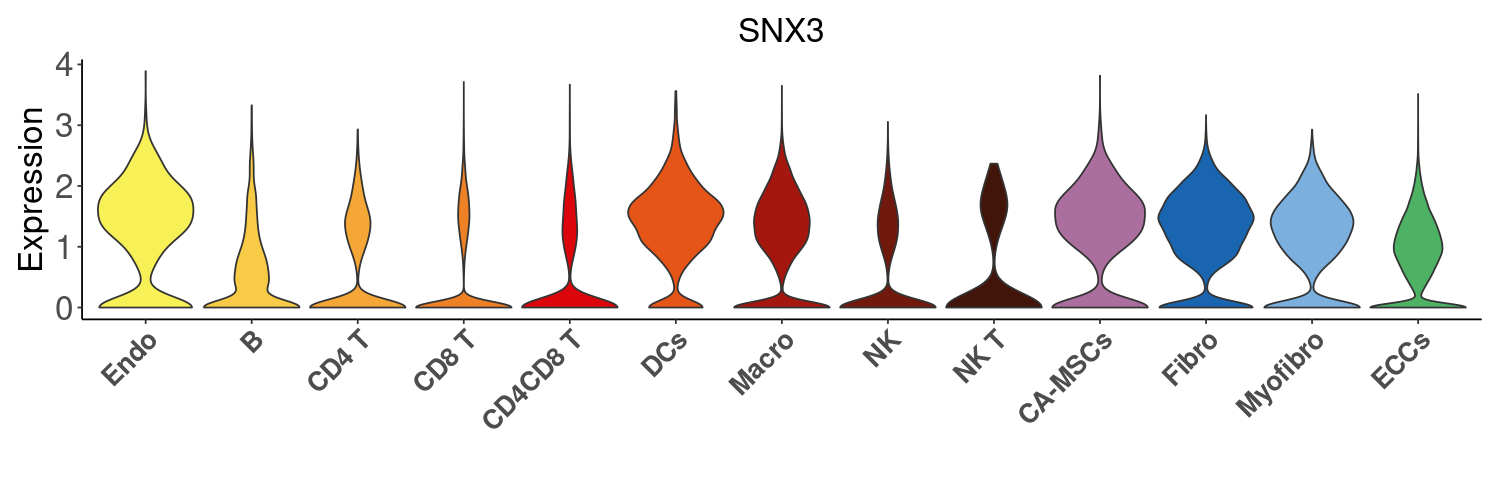 SNX3
Expression
4
3
2
1
0
Endo
B
CD4 T
CD8 T
CD4CD8 T
DCs
Macro
NK
NK T
CA-MSCs
Fibro
Myofibro
ECCs